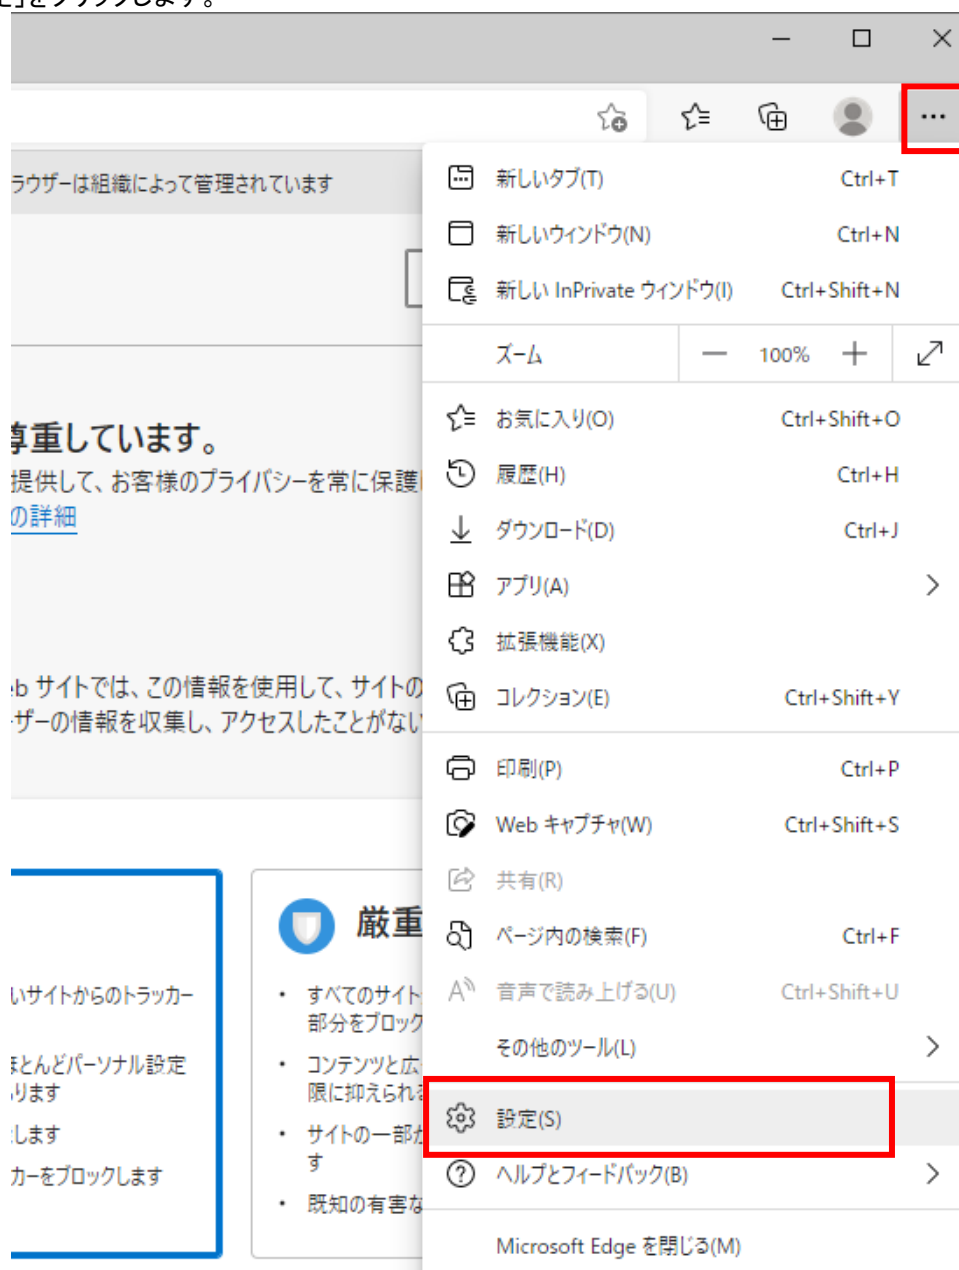 」をクリックします。
ラウザーは組織によって管理されています
新しいタブ(T) Ctrl+T
新しいウィンドウ(N) Ctrl+N
新しい InPrivate ウィンドウ(I) Ctrl+Shift+N
ズーム — 100% +
お気に入り(O) Ctrl+Shift+O
尊重しています。
履歴(H) Ctrl+H
提供して、お客様のプライバシーを常に保護
の詳細
ダウンロード(D) Ctrl+J
アプリ(A)
拡張機能(X)
eb サイトでは、この情報を使用して、サイトの
コレクション(E) Ctrl+Shift+Y
ザーの情報を収集し、アクセスしたことがない
印刷(P) Ctrl+P
Web キャプチャ(W) Ctrl+Shift+S
共有(R)
厳重
ページ内の検索(F) Ctrl+F
音声で読み上げる(U) Ctrl+Shift+U
いサイトからのトラッカー
• すべてのサイト
部分をブロック
その他のツール(L)
ほとんどパーソナル設定
• コンテンツと広
ります
限に抑えられる
設定(S)
します
• サイトの一部が
す
ヘルプとフィードバック(B)
カーをブロックします
• 既知の有害な
Microsoft Edge を閉じる(M)